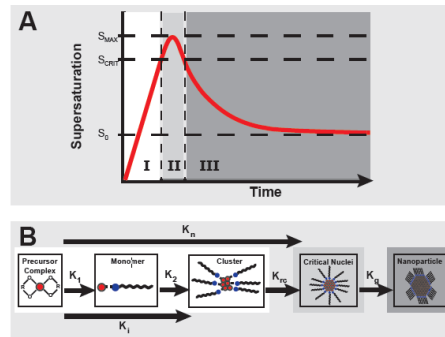 A
S_MAX
S_CRIT
S_0
Supersaturation
I II III
Time
B
K_n
Precursor Complex
K_1
Monomer
K_2
Cluster
K_rc
Critical Nuclei
K_g
Nanoparticle
K_i